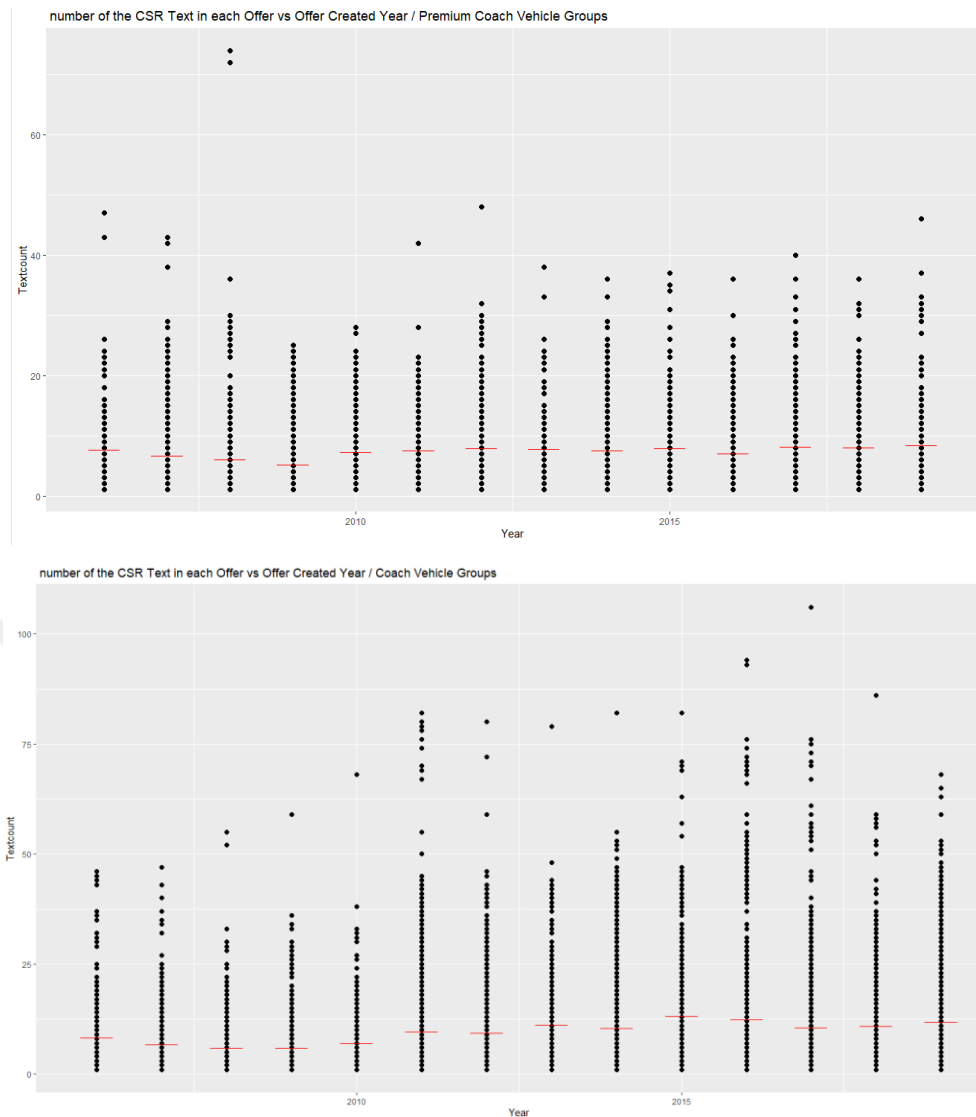 number of the CSR Text in each Offer vs Offer Created Year / Premium Coach Vehicle Groups
60
40
20
0
Textcount
2010
2015
Year
number of the CSR Text in each Offer vs Offer Created Year / Coach Vehicle Groups
100
75
50
25
0
Textcount
2010
2015
Year